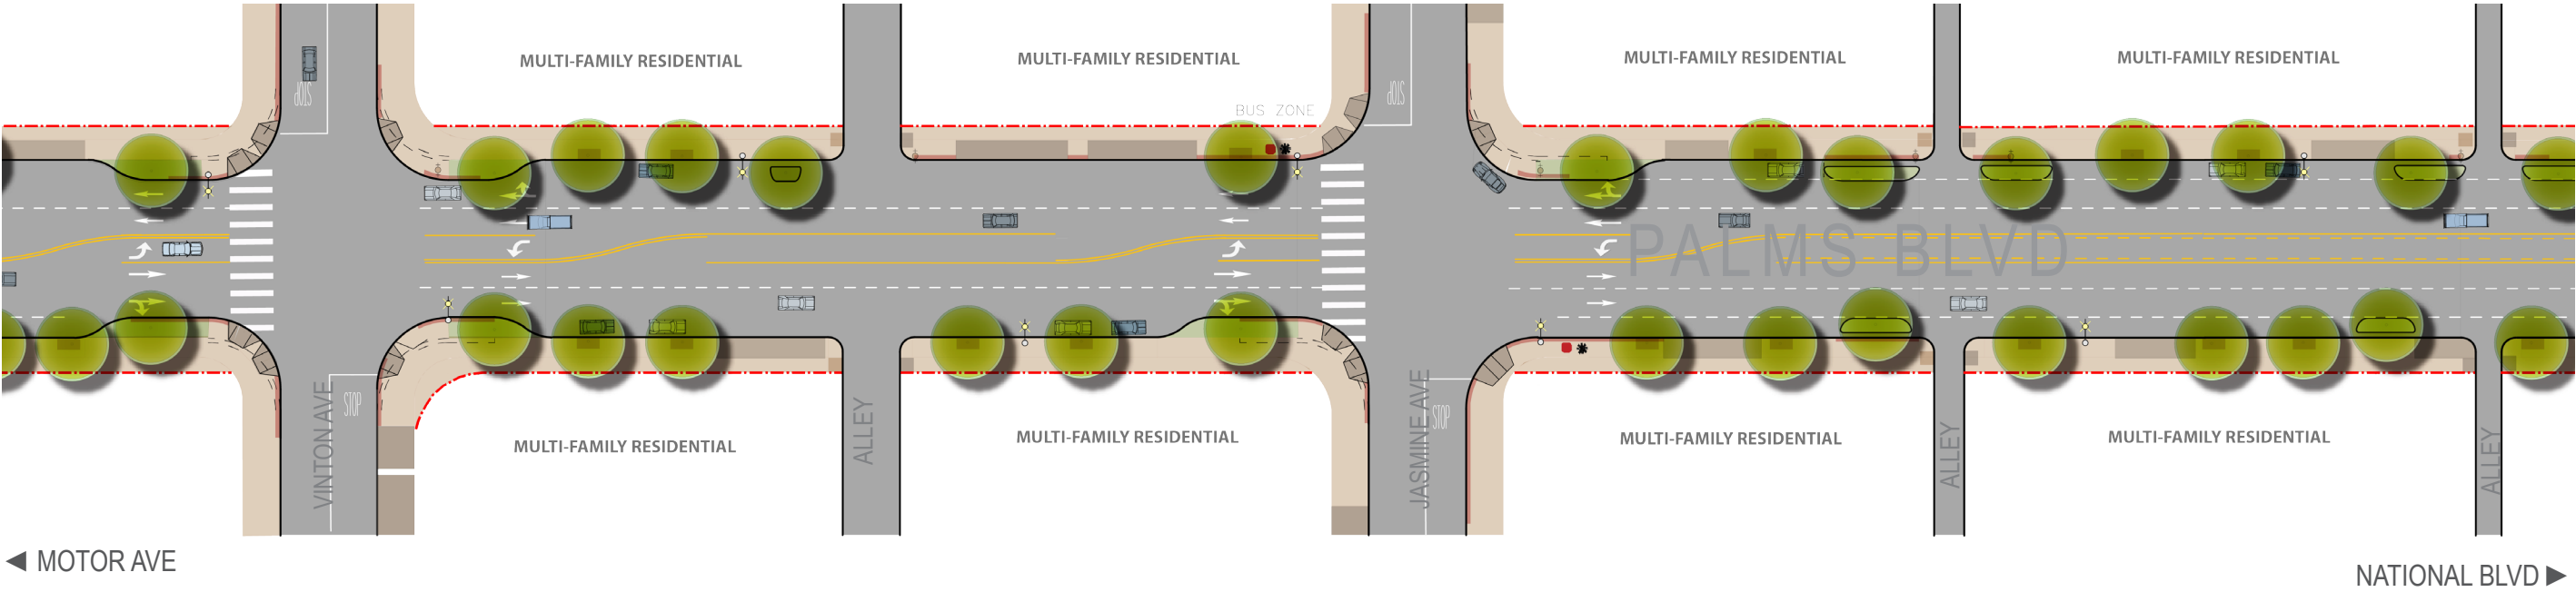 MULTI-FAMILY RESIDENTIAL
MULTI-FAMILY RESIDENTIAL
MULTI-FAMILY RESIDENTIAL
MULTI-FAMILY RESIDENTIAL
STOP
STOP
BUS ZONE
PALMS BLVD
VINTON AVE
STOP
ALLEY
JASMINE AVE
STOP
ALLEY
ALLEY
MULTI-FAMILY RESIDENTIAL
MULTI-FAMILY RESIDENTIAL
MULTI-FAMILY RESIDENTIAL
MULTI-FAMILY RESIDENTIAL
MOTOR AVE
NATIONAL BLVD